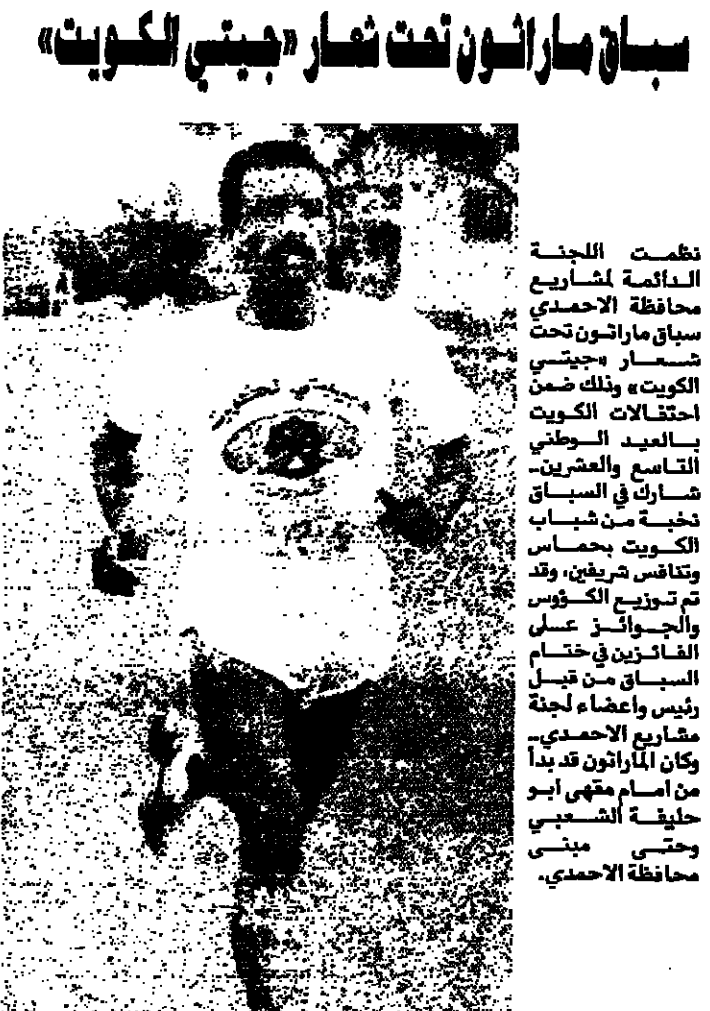 سباق ماراثون تحت شعار «جيتي الكويت»
نظمت اللجنة
الدائمة لمشاريع
محافظة الاحمدي
سباق ماراثون تحت
شعار «جيتي
الكويت» وذلك ضمن
احتفالات الكويت
بالعيد الوطني
التاسع والعشرين..
شارك في السباق
نخبة من شباب
الكويت بحماس
وتنافس شريفين، وقد
تم توزيع الكؤوس
والجوائز على
الفائزين في ختام
السباق من قبل
رئيس واعضاء لجنة
مشاريع الاحمدي..
وكان الماراثون قد بدأ
من امام مقهى أبو
حليفة الشعبي
وحتى مبنى
محافظة الاحمدي.